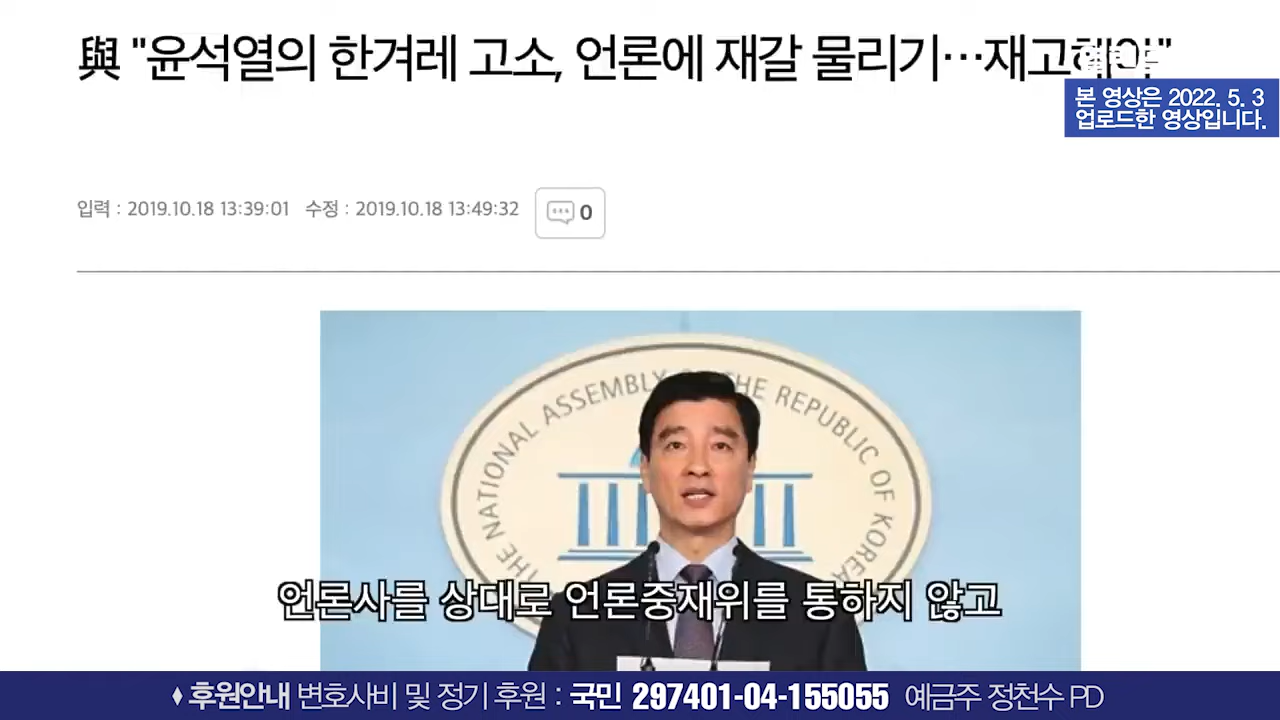 與 "윤석열의 한겨레 고소, 언론에 재갈 물리기…재고해야"
본 영상은 2022. 5. 3
업로드한 영상입니다.
입력 : 2019.10.18 13:39:01 수정 : 2019.10.18 13:49:32 0
THE NATIONAL ASSEMBLY OF THE REPUBLIC OF KOREA
언론사를 상대로 언론중재위를 통하지 않고
♦ 후원안내 변호사비 및 정기 후원 : 국민 297401-04-155055 예금주 정천수 PD